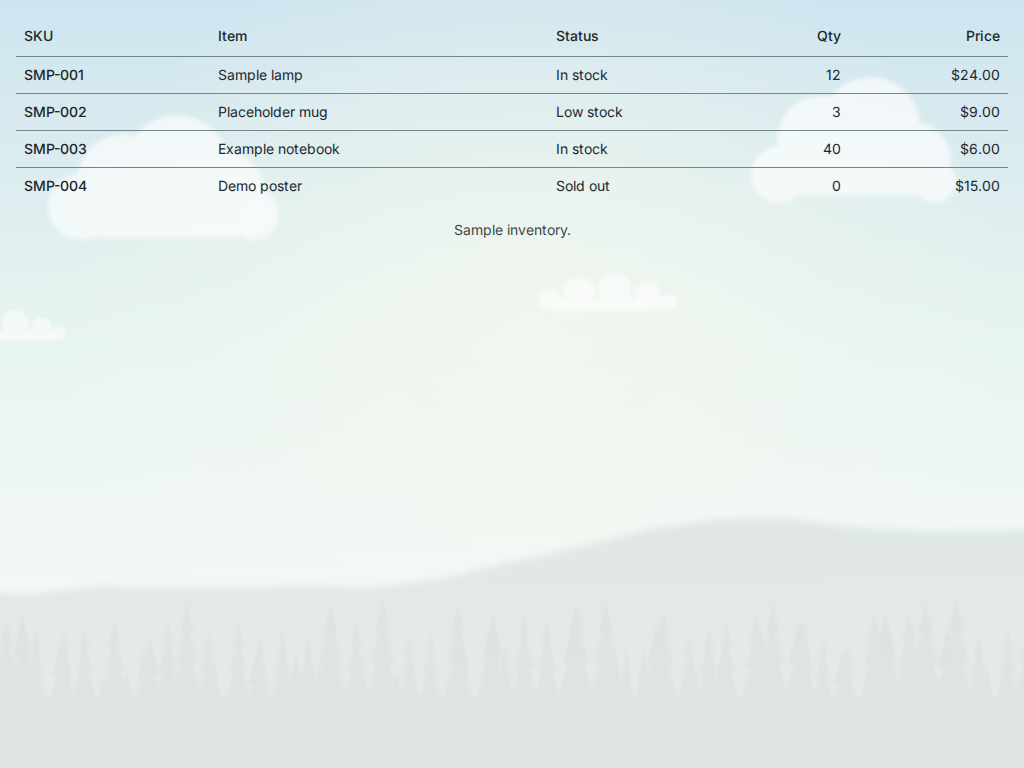 SKU Item Status Qty Price
SMP-001 Sample lamp In stock 12 $24.00
SMP-002 Placeholder mug Low stock 3 $9.00
SMP-003 Example notebook In stock 40 $6.00
SMP-004 Demo poster Sold out 0 $15.00
Sample inventory.